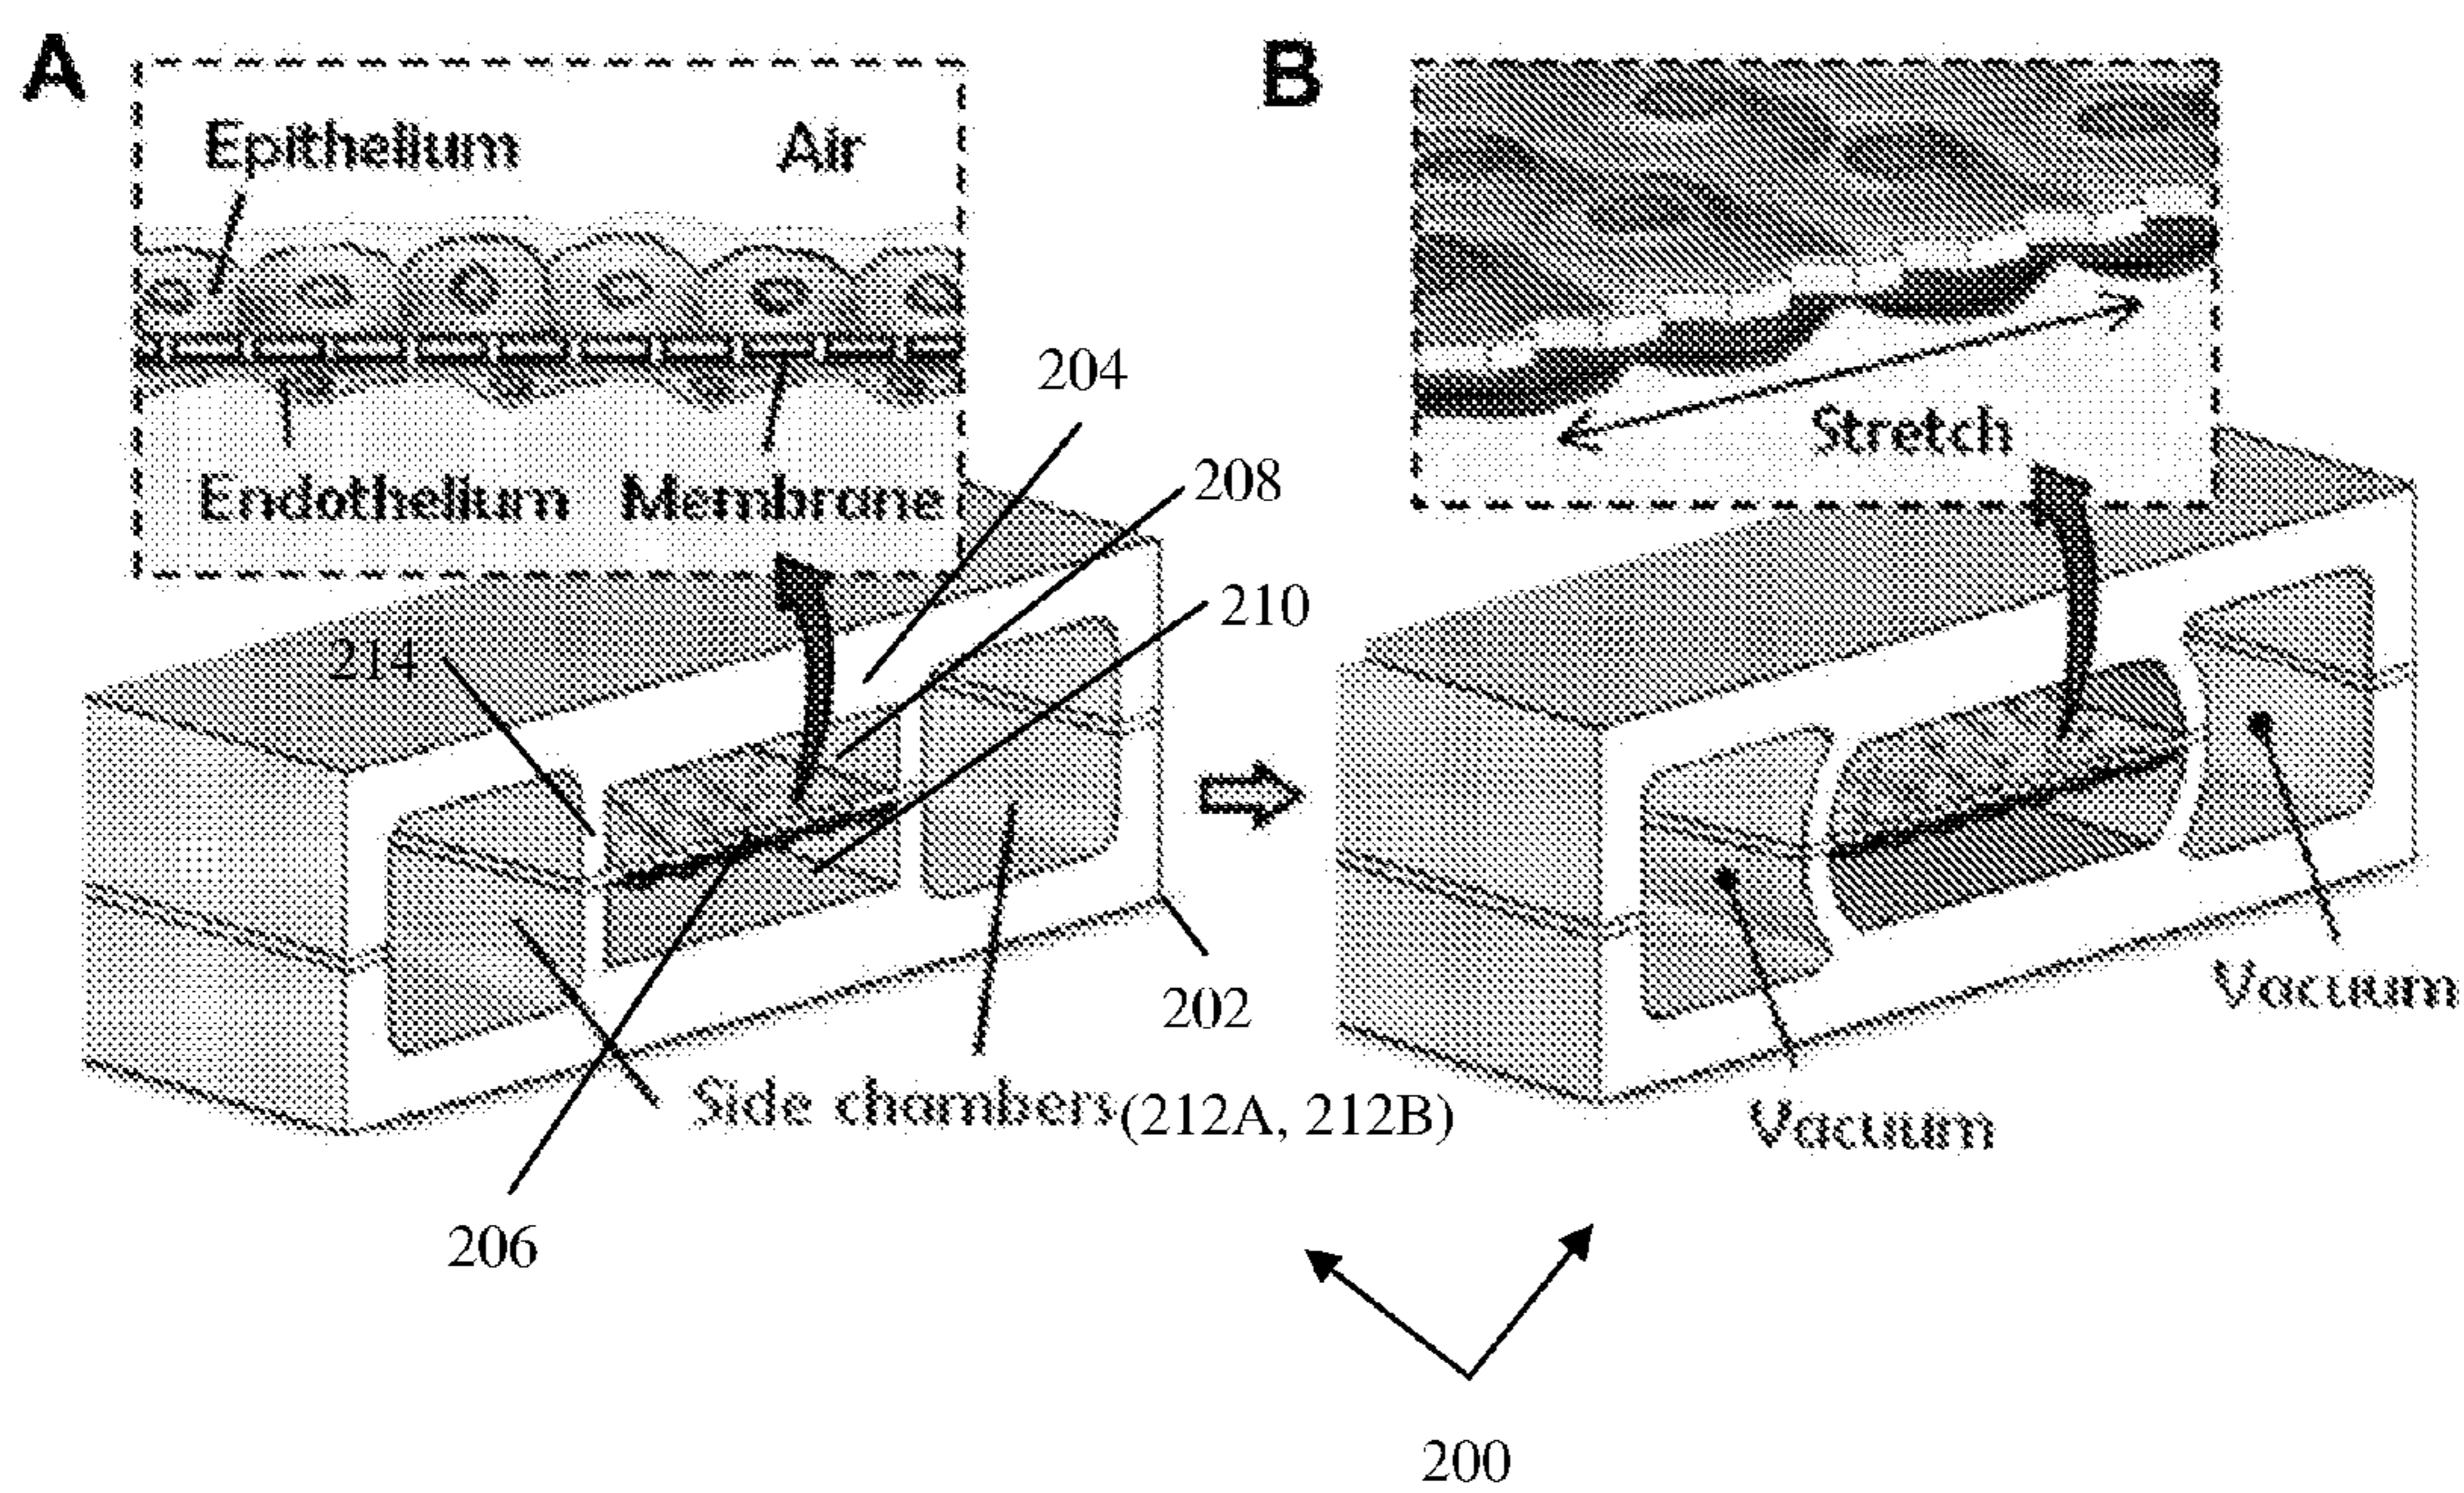 A
B
Epithelium
Air
Endothelium
Membrane
Stretch
204
208
210
214
202
Vacuum
Side chambers (212A, 212B)
Vacuum
206
200